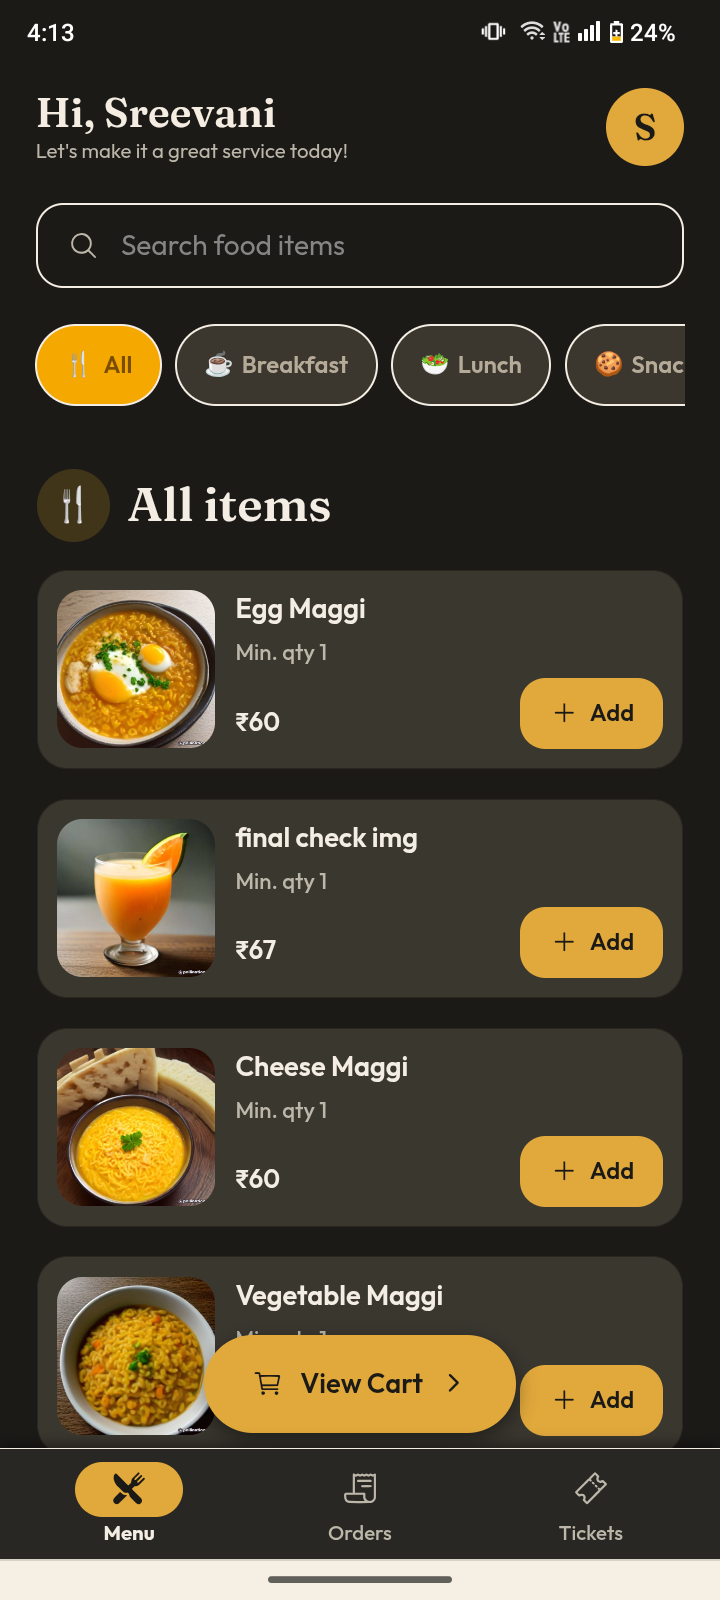 4:13
Vo
LTE
24%
Hi, Sreevani
S
Let's make it a great service today!
Search food items
All
Breakfast
Lunch
Snac
All items
Egg Maggi
Min. qty 1
₹60
Add
final check img
Min. qty 1
₹67
Add
Cheese Maggi
Min. qty 1
₹60
Add
Vegetable Maggi
View Cart
Add
Menu
Orders
Tickets